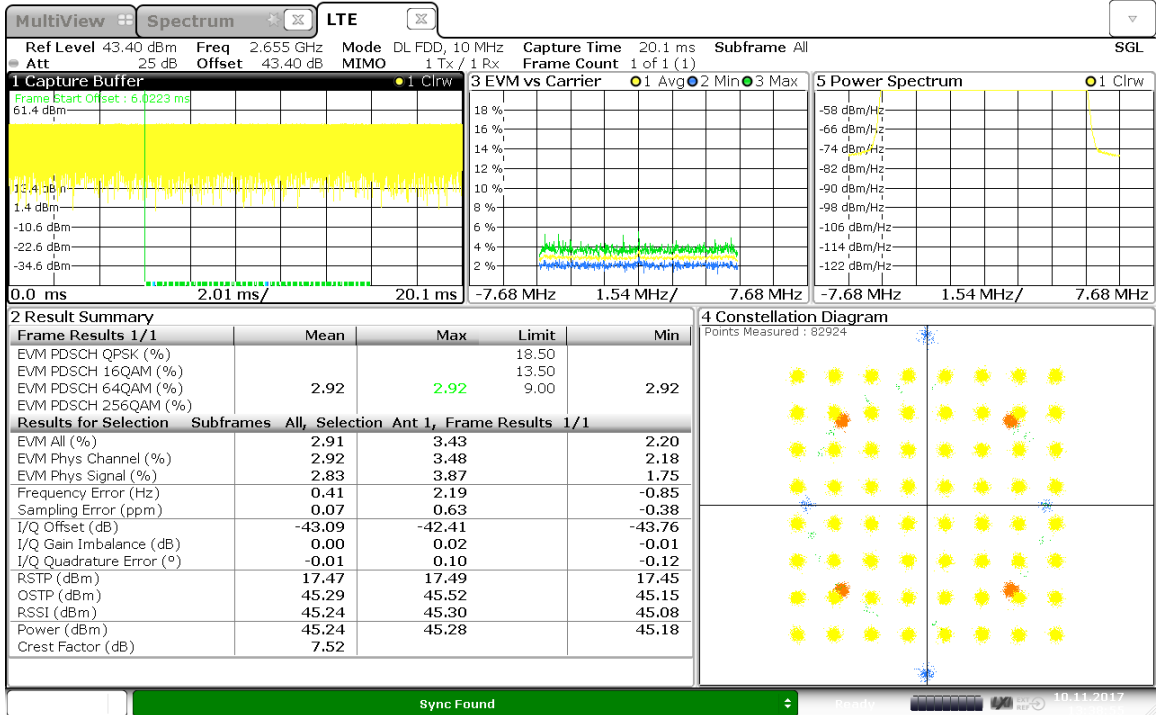 MultiView Spectrum LTE
Ref Level 43.40 dBm Freq 2.655 GHz Mode DL FDD, 10 MHz Capture Time 20.1 ms Subframe All SGL
Att 25 dB Offset 43.40 dB MIMO 1 Tx / 1 Rx Frame Count 1 of 1 (1)
1 Capture Buffer 1 Clrw
Frame Start Offset : 6.0223 ms
61.4 dBm
1.4 dBm
-10.6 dBm
-22.6 dBm
-34.6 dBm
0.0 ms 2.01 ms/ 20.1 ms
3 EVM vs Carrier 1 Avg 2 Min 3 Max
18 %
16 %
14 %
12 %
10 %
8 %
6 %
4 %
2 %
-7.68 MHz 1.54 MHz/ 7.68 MHz
5 Power Spectrum 1 Clrw
-58 dBm/Hz
-66 dBm/Hz
-74 dBm/Hz
-82 dBm/Hz
-90 dBm/Hz
-98 dBm/Hz
-106 dBm/Hz
-114 dBm/Hz
-122 dBm/Hz
-7.68 MHz 1.54 MHz/ 7.68 MHz
2 Result Summary
Frame Results 1/1 Mean Max Limit Min
EVM PDSCH QPSK (%) 18.50
EVM PDSCH 16QAM (%) 13.50
EVM PDSCH 64QAM (%) 2.92 2.92 9.00 2.92
EVM PDSCH 256QAM (%)
Results for Selection Subframes All, Selection Ant 1, Frame Results 1/1
EVM All (%) 2.91 3.43 2.20
EVM Phys Channel (%) 2.92 3.48 2.18
EVM Phys Signal (%) 2.83 3.87 1.75
Frequency Error (Hz) 0.41 2.19 -0.85
Sampling Error (ppm) 0.07 0.63 -0.38
I/Q Offset (dB) -43.09 -42.41 -43.76
I/Q Gain Imbalance (dB) 0.00 0.02 -0.01
I/Q Quadrature Error (°) -0.01 0.10 -0.12
RSTP (dBm) 17.47 17.49 17.45
OSTP (dBm) 45.29 45.52 45.15
RSSI (dBm) 45.24 45.30 45.08
Power (dBm) 45.24 45.28 45.18
Crest Factor (dB) 7.52
4 Constellation Diagram
Points Measured : 82924
Sync Found
Ready
LXI
EXT
REF
10.11.2017